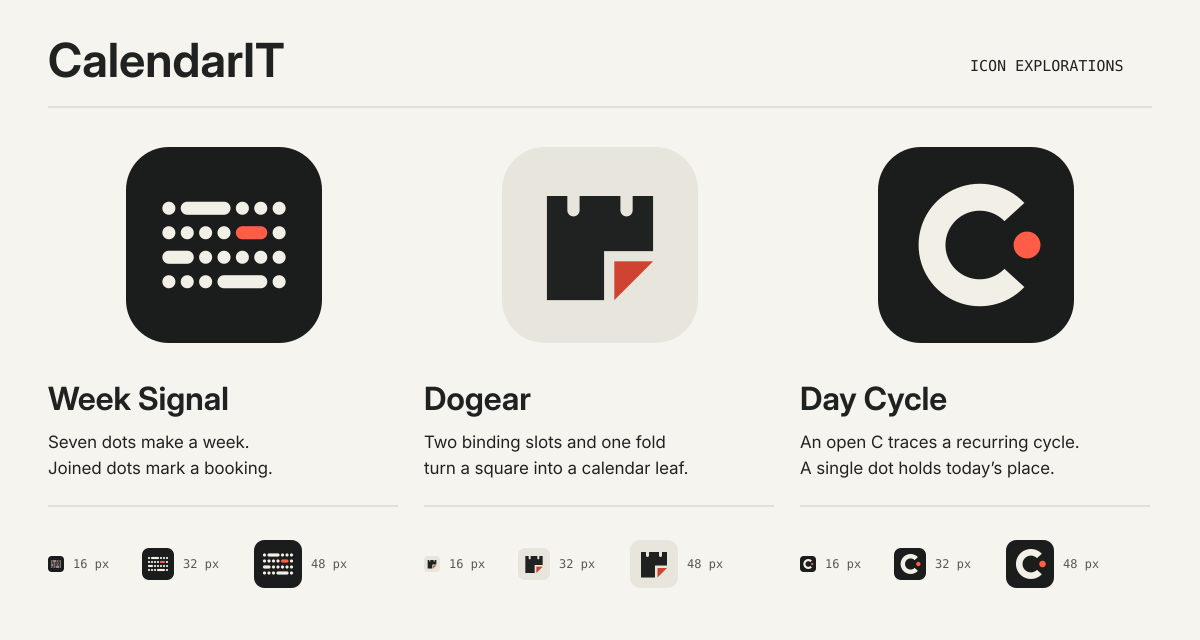 CalendarIT
ICON EXPLORATIONS
Week Signal
Seven dots make a week.
Joined dots mark a booking.
16 px
32 px
48 px
Dogear
Two binding slots and one fold
turn a square into a calendar leaf.
16 px
32 px
48 px
Day Cycle
An open C traces a recurring cycle.
A single dot holds today’s place.
16 px
32 px
48 px